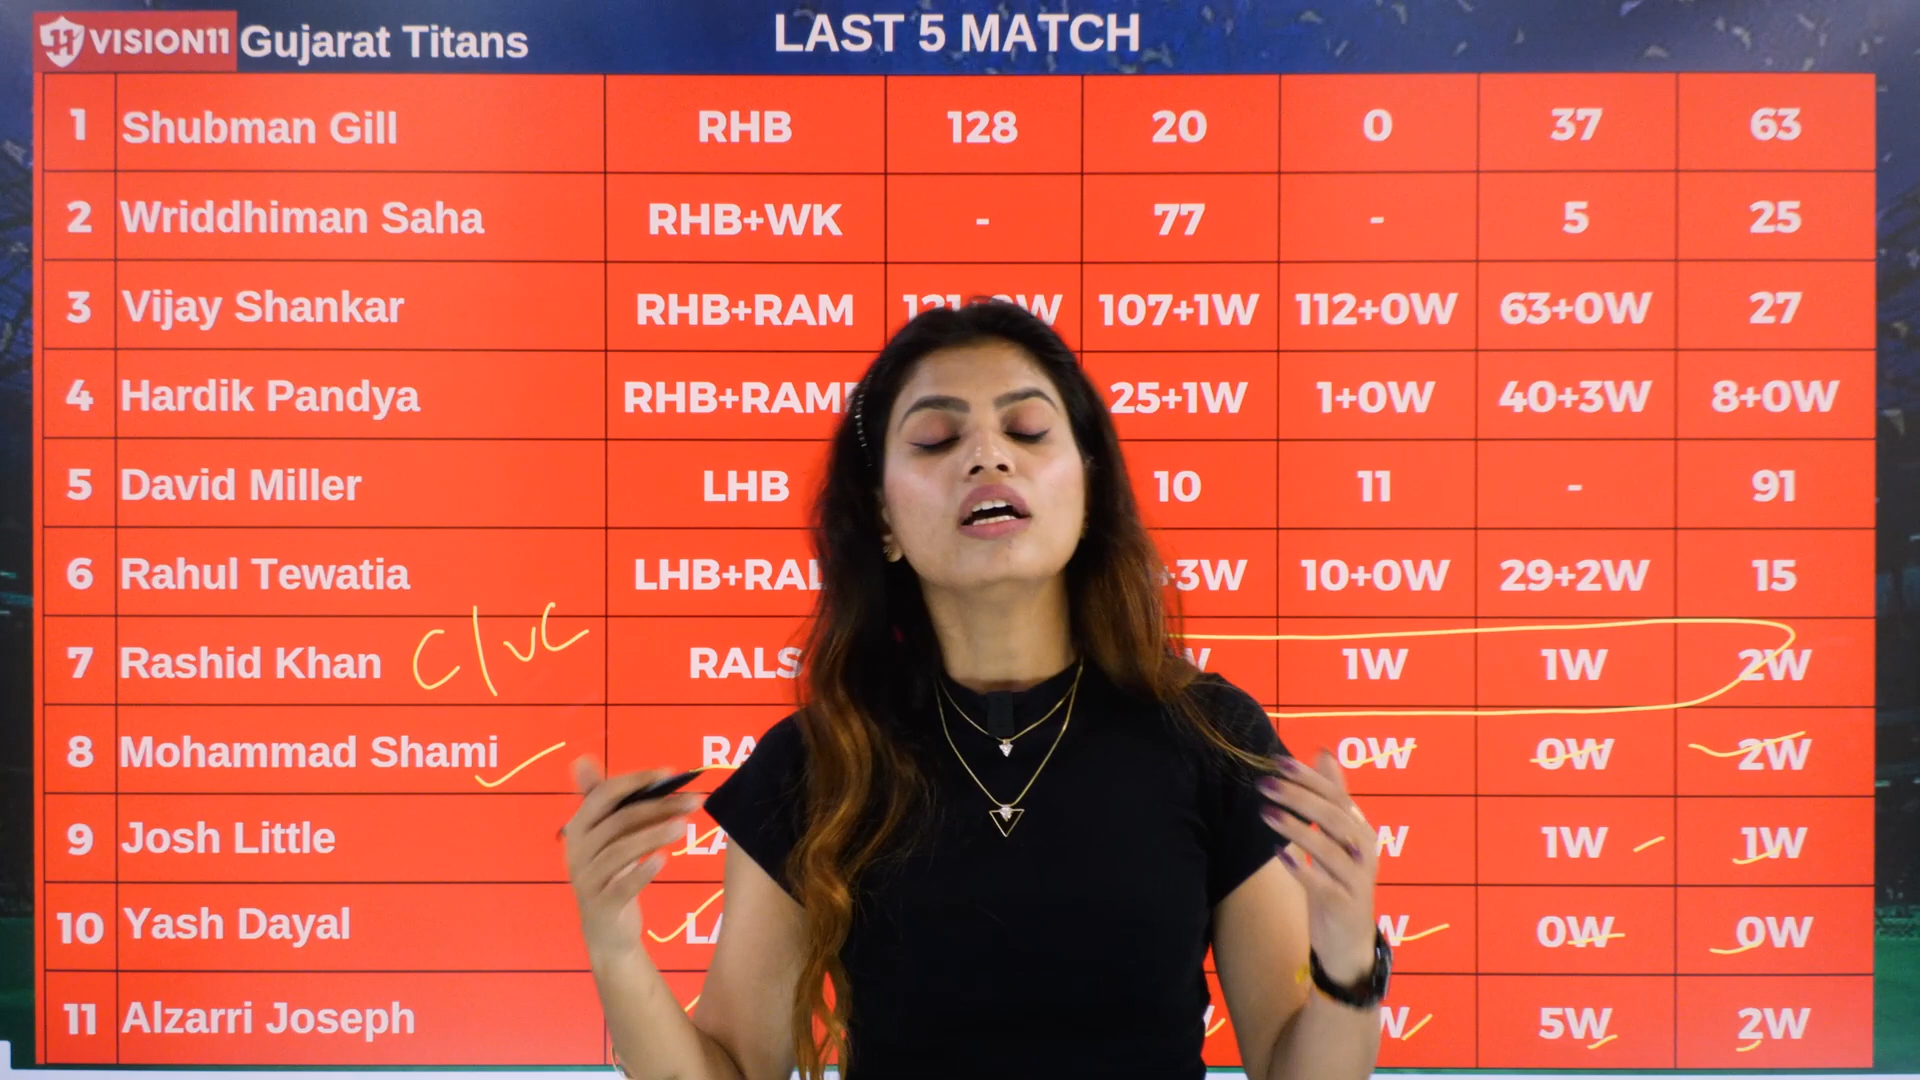 VISION11 Gujarat Titans LAST 5 MATCH
1 Shubman Gill RHB 128 20 0 37 63
2 Wriddhiman Saha RHB+WK - 77 - 5 25
3 Vijay Shankar RHB+RAM 107+1W 112+0W 63+0W 27
4 Hardik Pandya RHB+RAM 25+1W 1+0W 40+3W 8+0W
5 David Miller LHB 10 11 - 91
6 Rahul Tewatia 10+0W 29+2W 15
7 Rashid Khan C/VC 1W 1W 2W
8 Mohammad Shami 0W 0W 2W
9 Josh Little 1W 1W
10 Yash Dayal 0W 0W
11 Alzarri Joseph 5W 2W